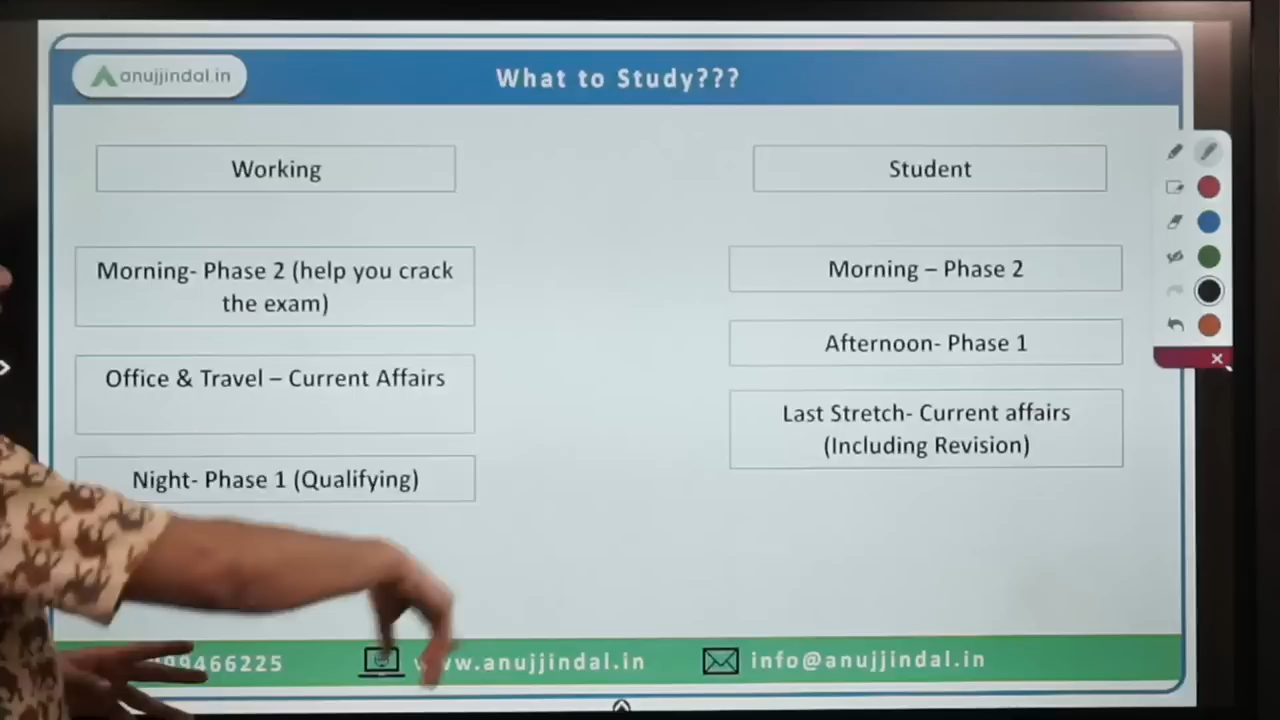 anujjindal.in
What to Study???
Working
Student
Morning- Phase 2 (help you crack
the exam)
Office & Travel – Current Affairs
Night- Phase 1 (Qualifying)
Morning – Phase 2
Afternoon- Phase 1
Last Stretch- Current affairs
(Including Revision)
99466225
www.anujjindal.in
info@anujjindal.in